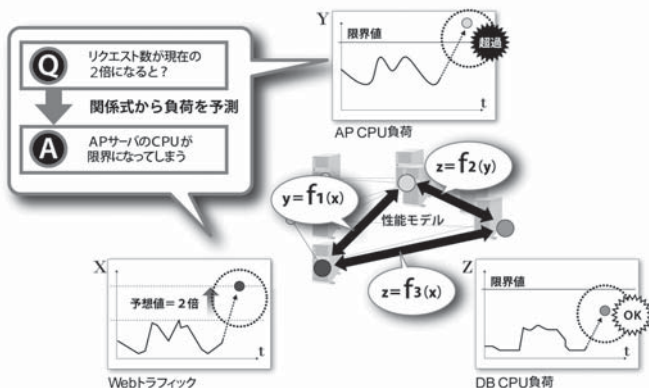 Q
リクエスト数が現在の
2倍になると？
関係式から負荷を予測
A
APサーバのCPUが
限界になってしまう
Y
限界値
超過
t
AP CPU負荷
y=f1(x)
z=f2(y)
性能モデル
z=f3(x)
X
予想値=2倍
t
Webトラフィック
Z
限界値
OK
t
DB CPU負荷